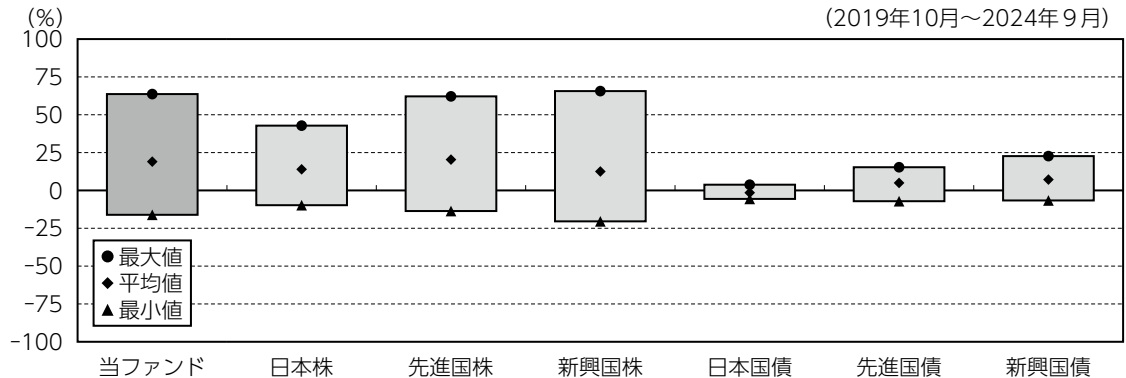 (%)
(2019年10月～2024年9月)
100
75
50
25
0
-25
-50
-75
-100
●最大値
◆平均値
▲最小値
当ファンド 日本株 先進国株 新興国株 日本国債 先進国債 新興国債